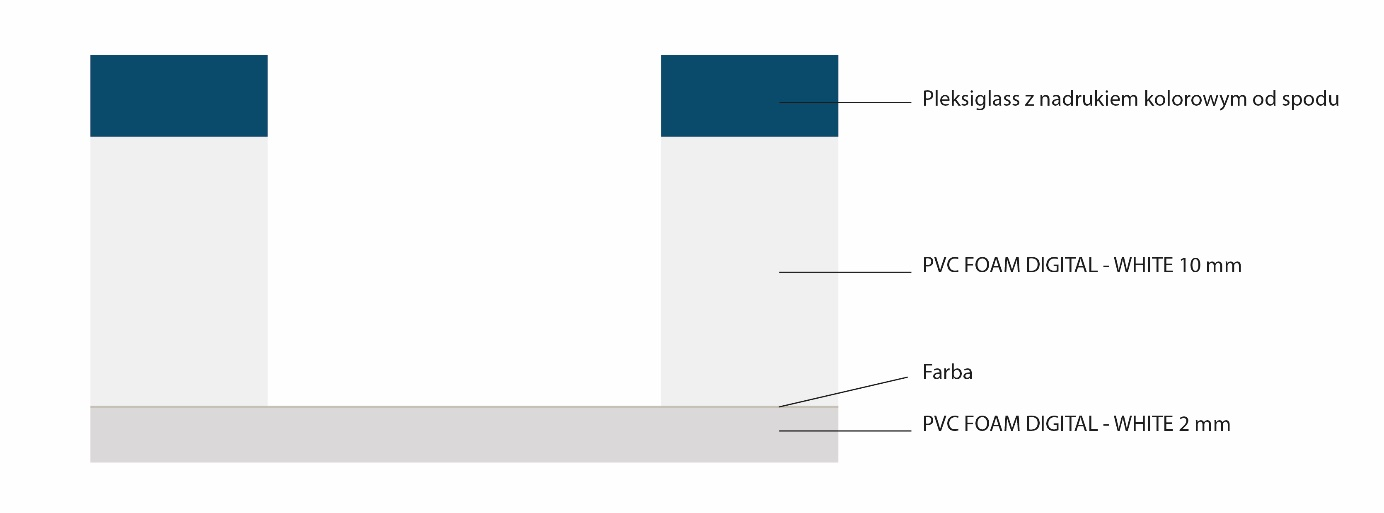 Pleksiglass z nadrukiem kolorowym od spodu
PVC FOAM DIGITAL - WHITE 10 mm
Farba
PVC FOAM DIGITAL - WHITE 2 mm